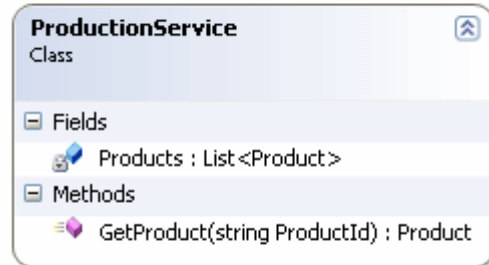 ProductionService
Class
Fields
Products : List<Product>
Methods
GetProduct(string ProductId) : Product